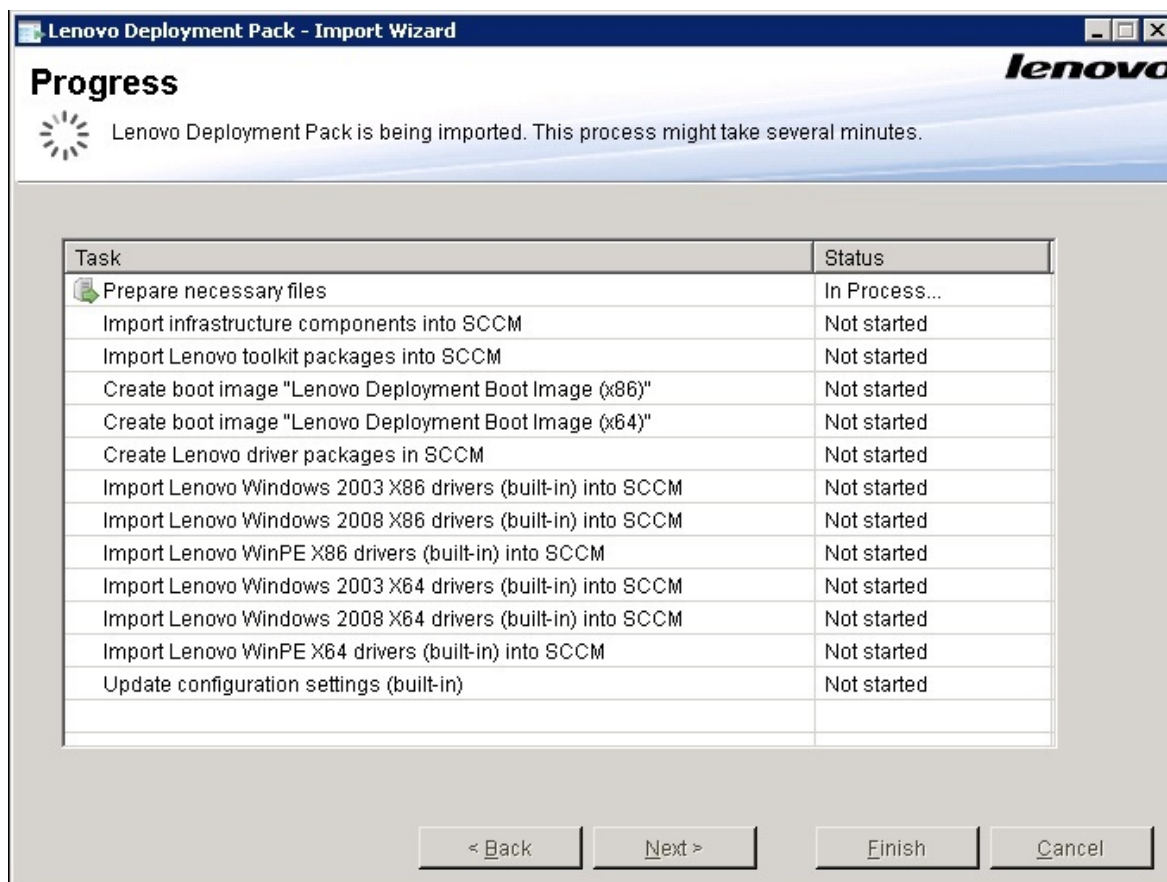 Lenovo Deployment Pack - Import Wizard
lenovo
Progress
Lenovo Deployment Pack is being imported. This process might take several minutes.
Task Status
Prepare necessary files In Process...
Import infrastructure components into SCCM Not started
Import Lenovo toolkit packages into SCCM Not started
Create boot image "Lenovo Deployment Boot Image (x86)" Not started
Create boot image "Lenovo Deployment Boot Image (x64)" Not started
Create Lenovo driver packages in SCCM Not started
Import Lenovo Windows 2003 X86 drivers (built-in) into SCCM Not started
Import Lenovo Windows 2008 X86 drivers (built-in) into SCCM Not started
Import Lenovo WinPE X86 drivers (built-in) into SCCM Not started
Import Lenovo Windows 2003 X64 drivers (built-in) into SCCM Not started
Import Lenovo Windows 2008 X64 drivers (built-in) into SCCM Not started
Import Lenovo WinPE X64 drivers (built-in) into SCCM Not started
Update configuration settings (built-in) Not started
< Back Next > Finish Cancel